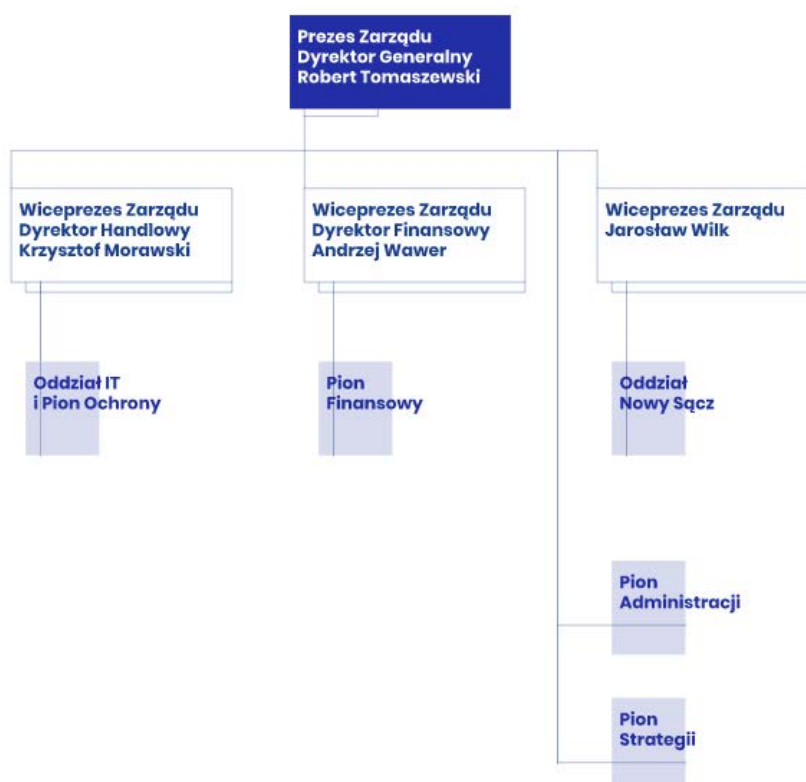 Prezes Zarządu
Dyrektor Generalny
Robert Tomaszewski
Wiceprezes Zarządu
Dyrektor Handlowy
Krzysztof Morawski
Wiceprezes Zarządu
Dyrektor Finansowy
Andrzej Wawer
Wiceprezes Zarządu
Jarosław Wilk
Oddział IT
i Pion Ochrony
Pion
Finansowy
Oddział
Nowy Sącz
Pion
Administracji
Pion
Strategii